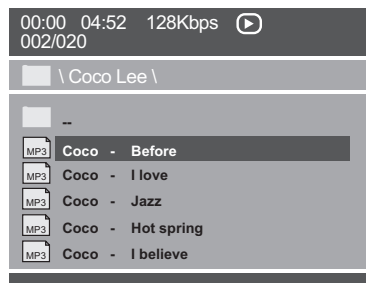 00:00 04:52 128Kbps
002/020
\ Coco Lee \
--
MP3 Coco - Before
MP3 Coco - I love
MP3 Coco - Jazz
MP3 Coco - Hot spring
MP3 Coco - I believe